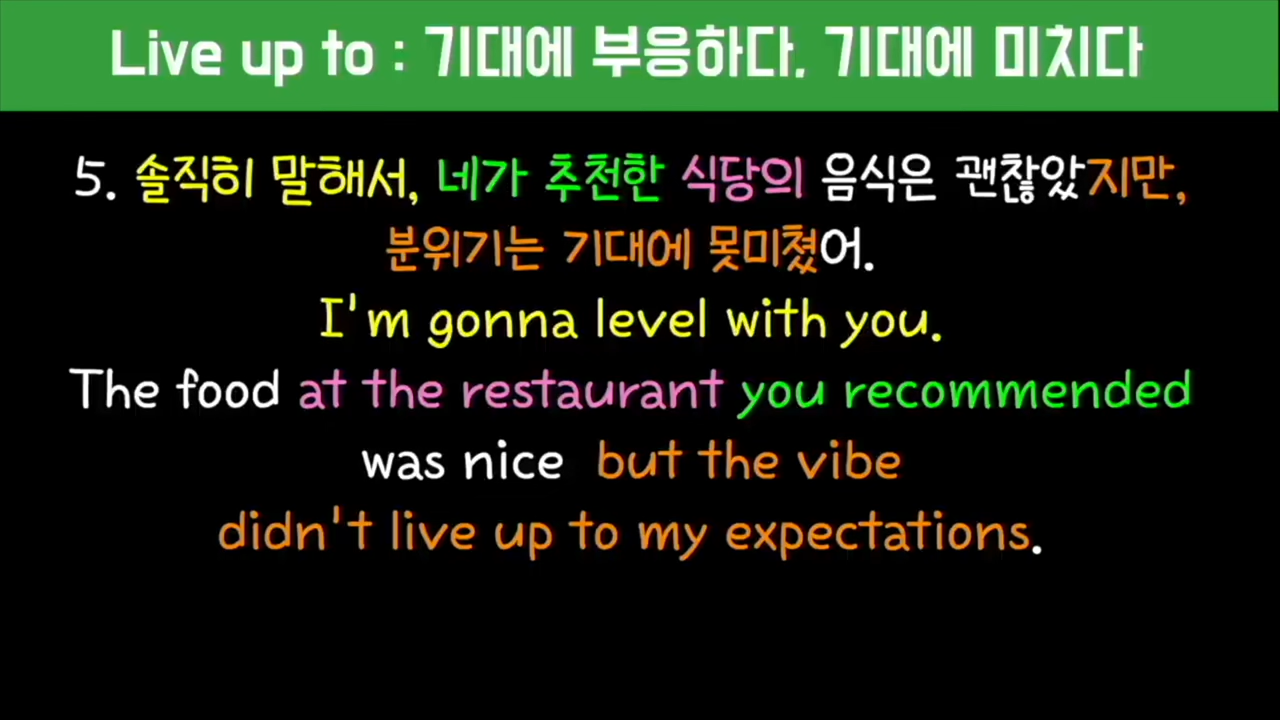 Live up to : 기대에 부응하다. 기대에 미치다
5. 솔직히 말해서, 네가 추천한 식당의 음식은 괜찮았지만,
분위기는 기대에 못미쳤어.
I'm gonna level with you.
The food at the restaurant you recommended
was nice but the vibe
didn't live up to my expectations.